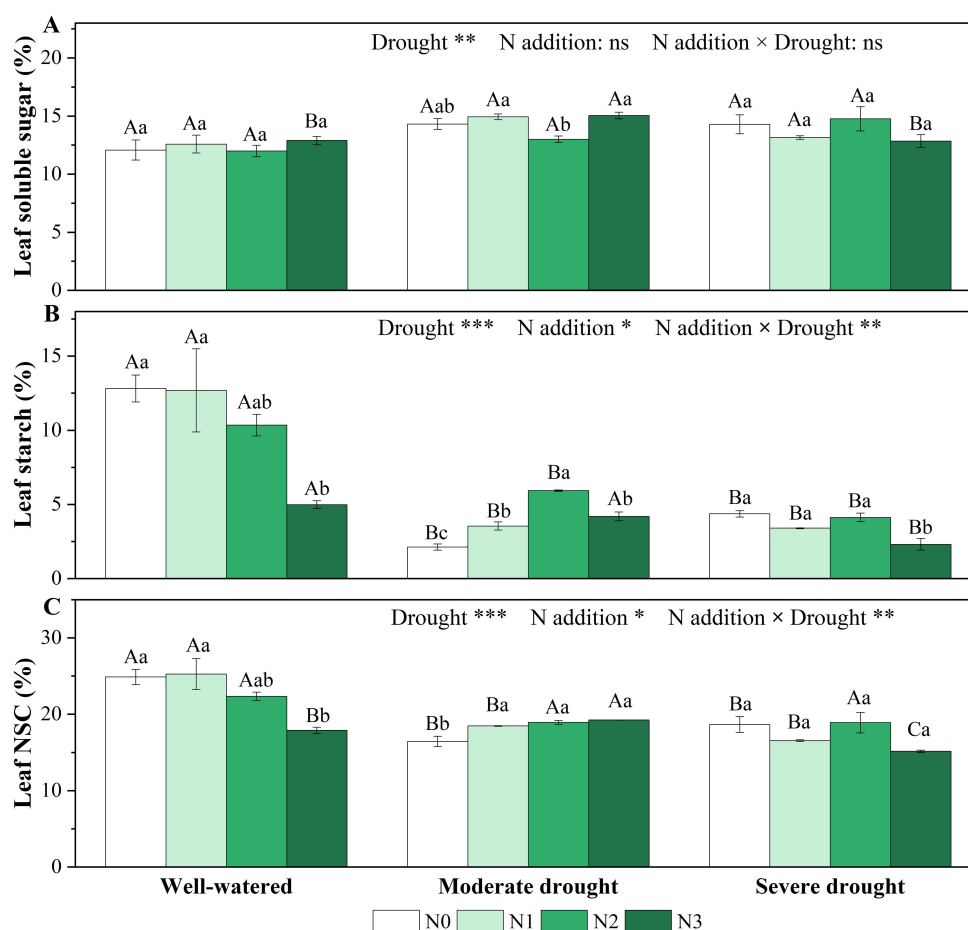 A
Drought ** N addition: ns N addition × Drought: ns
Leaf soluble sugar (%)
20
15
10
5
0
Aa Aa Aa Ba
Aab Aa Ab Aa
Aa Aa Aa Ba
B
Drought *** N addition * N addition × Drought **
Leaf starch (%)
15
10
5
0
Aa Aa Aab Ab
Bc Bb Ba Ab
Ba Ba Ba Bb
C
Drought *** N addition * N addition × Drought **
Leaf NSC (%)
30
20
10
0
Aa Aa Aab Bb
Bb Ba Aa Aa
Ba Ba Aa Ca
Well-watered Moderate drought Severe drought
N0 N1 N2 N3